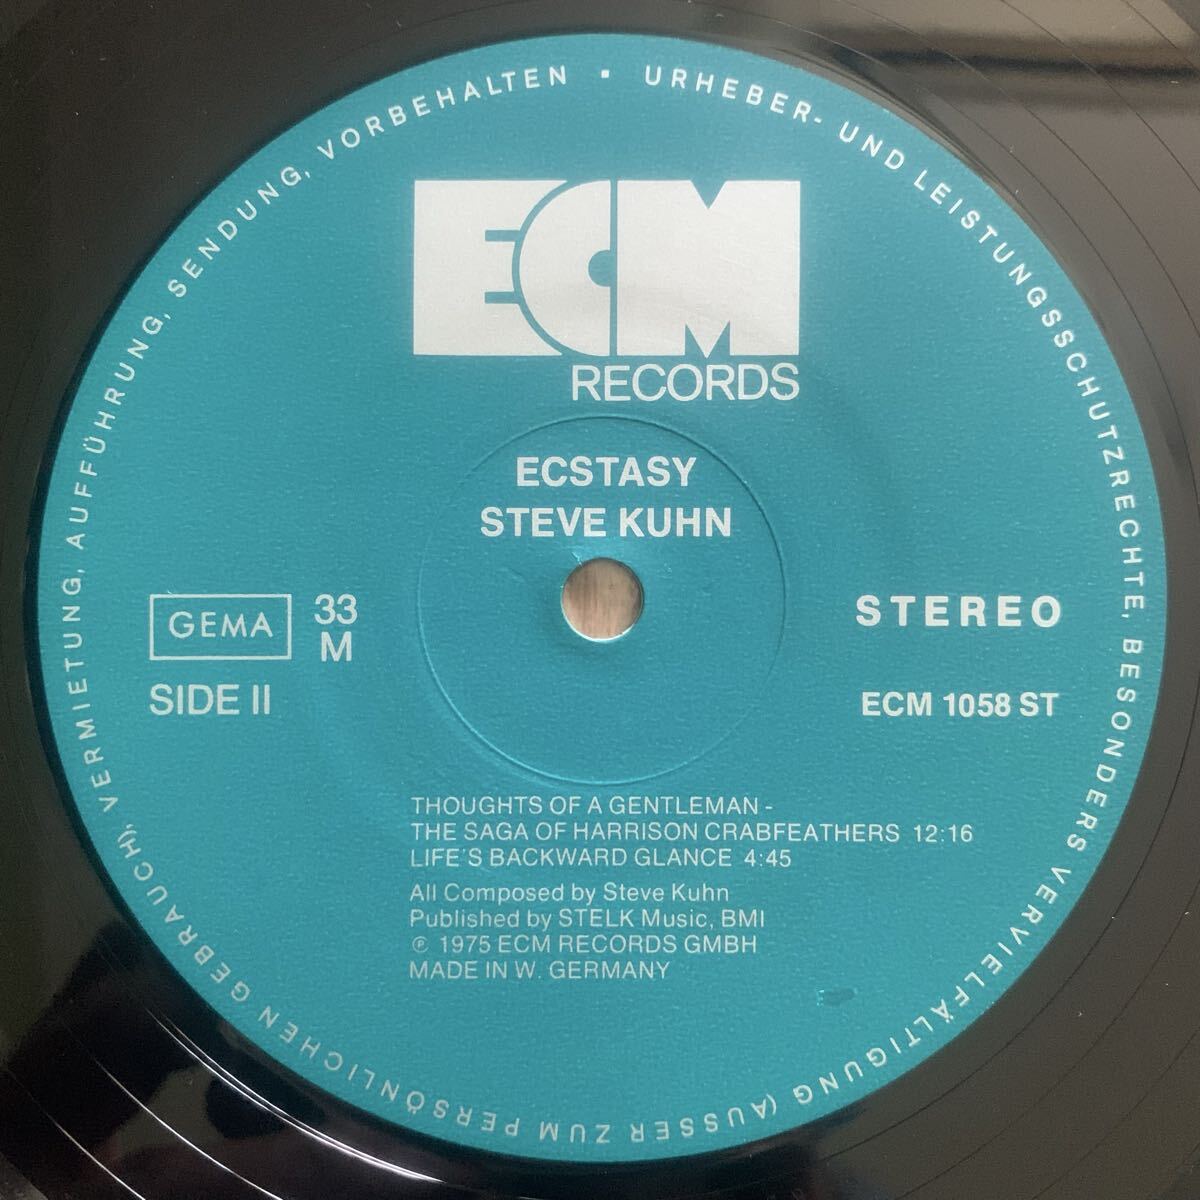 URHEBER- UND LEISTUNGSSCHUTZRECHTE, BESONDERS VERVIELFÄLTIGUNG (AUSSER ZUM PERSÖNLICHEN GEBRAUCH), VERMIETUNG, AUFFÜHRUNG, SENDUNG, VORBEHALTEN ·
ECM
RECORDS
ECSTASY
STEVE KUHN
GEMA
33
M
SIDE II
STEREO
ECM 1058 ST
THOUGHTS OF A GENTLEMAN -
THE SAGA OF HARRISON CRABFEATHERS 12:16
LIFE'S BACKWARD GLANCE 4:45
All Composed by Steve Kuhn
Published by STELK Music, BMI
℗ 1975 ECM RECORDS GMBH
MADE IN W. GERMANY